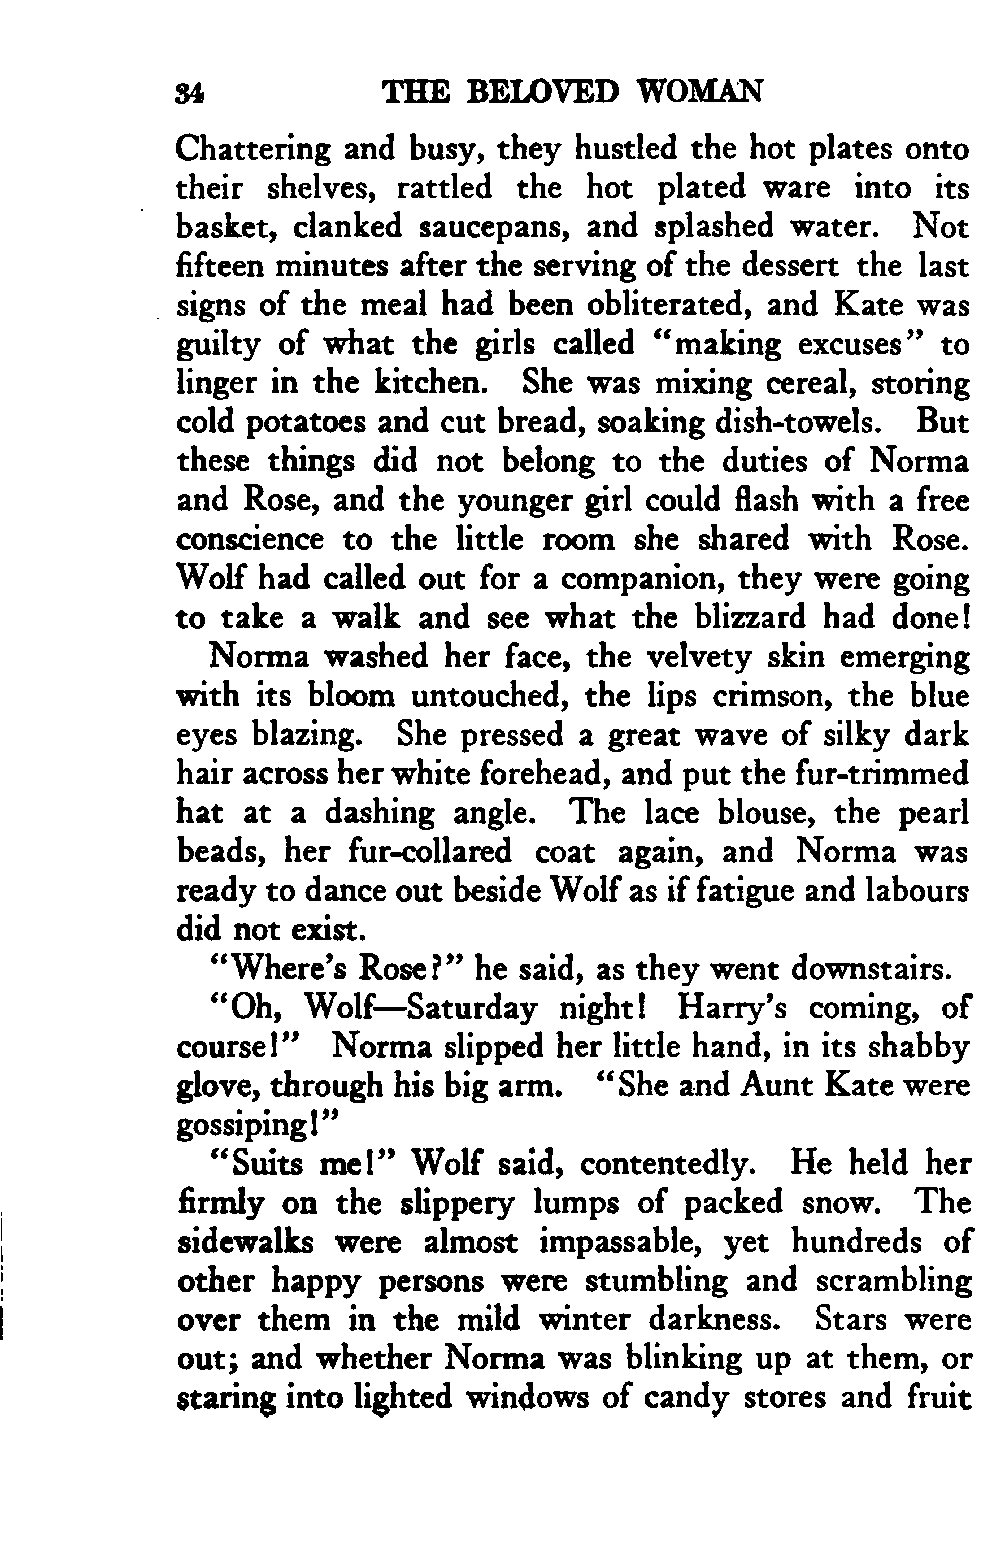 34 THE BELOVED WOMAN
Chattering and busy, they hustled the hot plates onto
their shelves, rattled the hot plated ware into its
basket, clanked saucepans, and splashed water. Not
fifteen minutes after the serving of the dessert the last
signs of the meal had been obliterated, and Kate was
guilty of what the girls called “making excuses” to
linger in the kitchen. She was mixing cereal, storing
cold potatoes and cut bread, soaking dish-towels. But
these things did not belong to the duties of Norma
and Rose, and the younger girl could flash with a free
conscience to the little room she shared with Rose.
Wolf had called out for a companion, they were going
to take a walk and see what the blizzard had done!
Norma washed her face, the velvety skin emerging
with its bloom untouched, the lips crimson, the blue
eyes blazing. She pressed a great wave of silky dark
hair across her white forehead, and put the fur-trimmed
hat at a dashing angle. The lace blouse, the pearl
beads, her fur-collared coat again, and Norma was
ready to dance out beside Wolf as if fatigue and labours
did not exist.
“Where’s Rose?” he said, as they went downstairs.
“Oh, Wolf—Saturday night! Harry’s coming, of
course!” Norma slipped her little hand, in its shabby
glove, through his big arm. “She and Aunt Kate were
gossiping!”
“Suits me!” Wolf said, contentedly. He held her
firmly on the slippery lumps of packed snow. The
sidewalks were almost impassable, yet hundreds of
other happy persons were stumbling and scrambling
over them in the mild winter darkness. Stars were
out; and whether Norma was blinking up at them, or
staring into lighted windows of candy stores and fruit